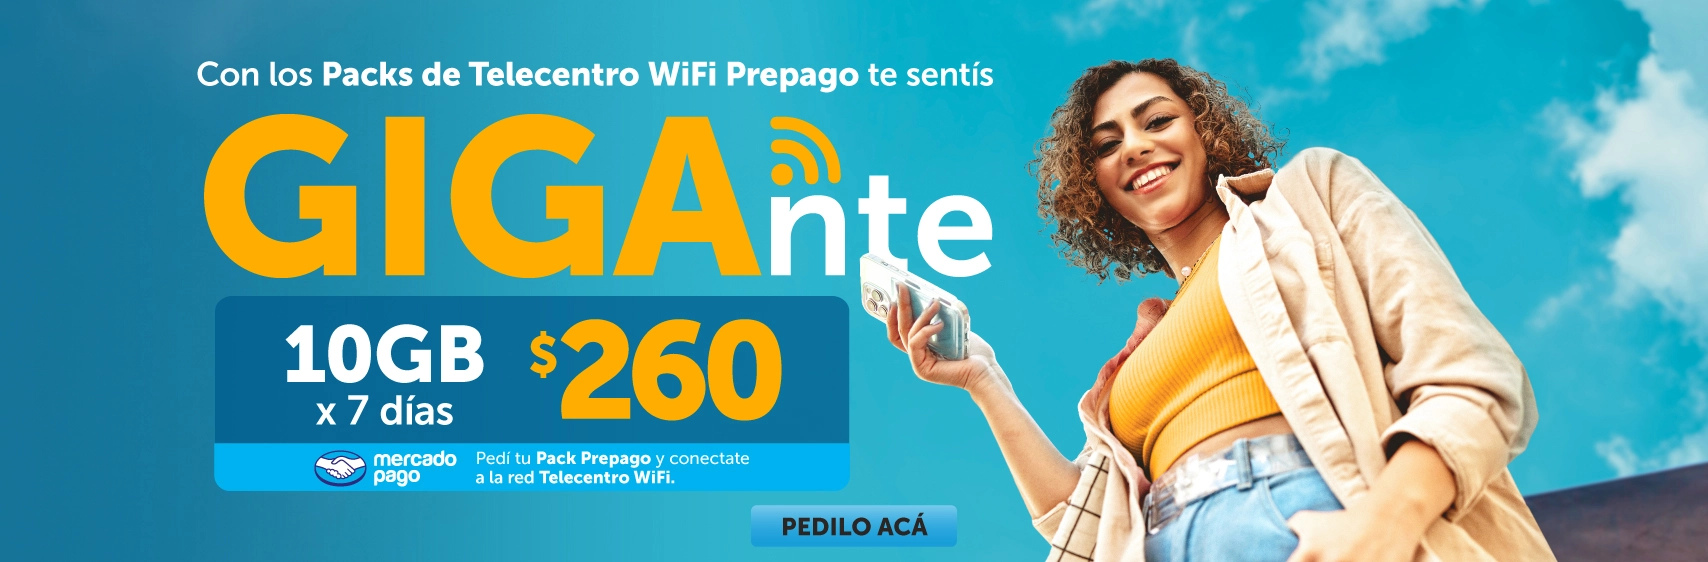 Con los Packs de Telecentro WiFi Prepago te sentís
GIGAnte
10GB
x 7 días
$260
mercado
pago
Pedí tu Pack Prepago y conectate
a la red Telecentro WiFi.
PEDILO ACÁ